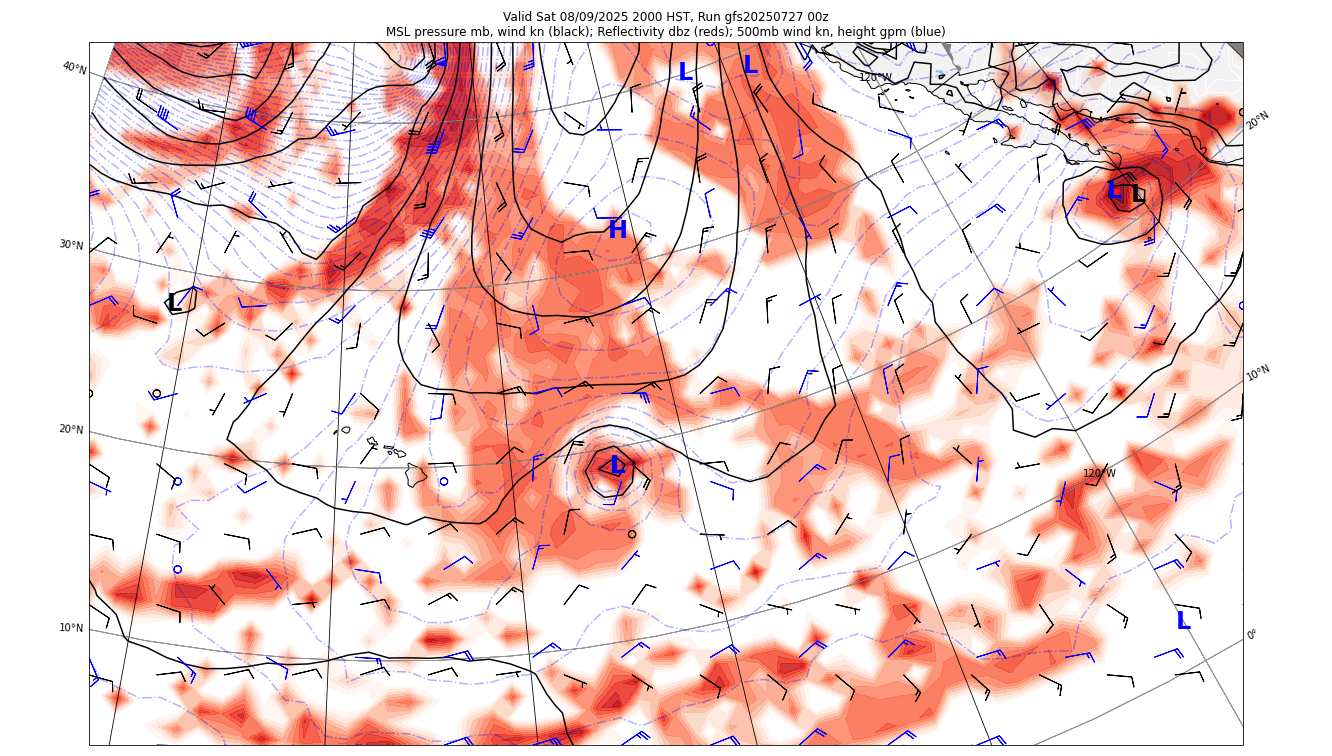 Valid Sat 08/09/2025 2000 HST, Run gfs20250727 00z
MSL pressure mb, wind kn (black); Reflectivity dbz (reds); 500mb wind kn, height gpm (blue)
40°N
L
L
120°W
20°N
L
L
H
30°N
L
10°N
20°N
L
120°W
10°N
L
0°